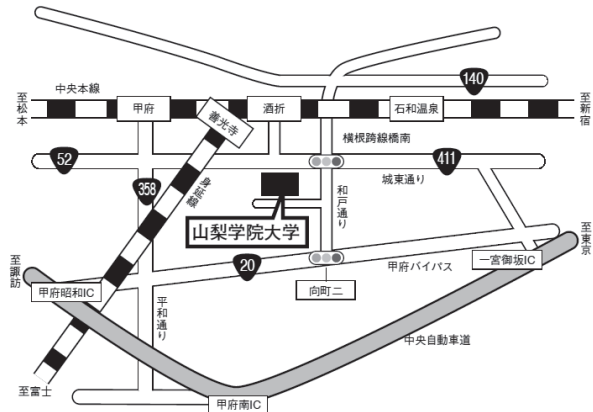 140
中央本線
至松本
甲府
善光寺
酒折
石和温泉
至新宿
横根跨線橋南
52
411
城東通り
358
身延線
和戸通り
山梨学院大学
至東京
20
甲府バイパス
一宮御坂IC
至諏訪
甲府昭和IC
向町二
平和通り
中央自動車道
至富士
甲府南IC